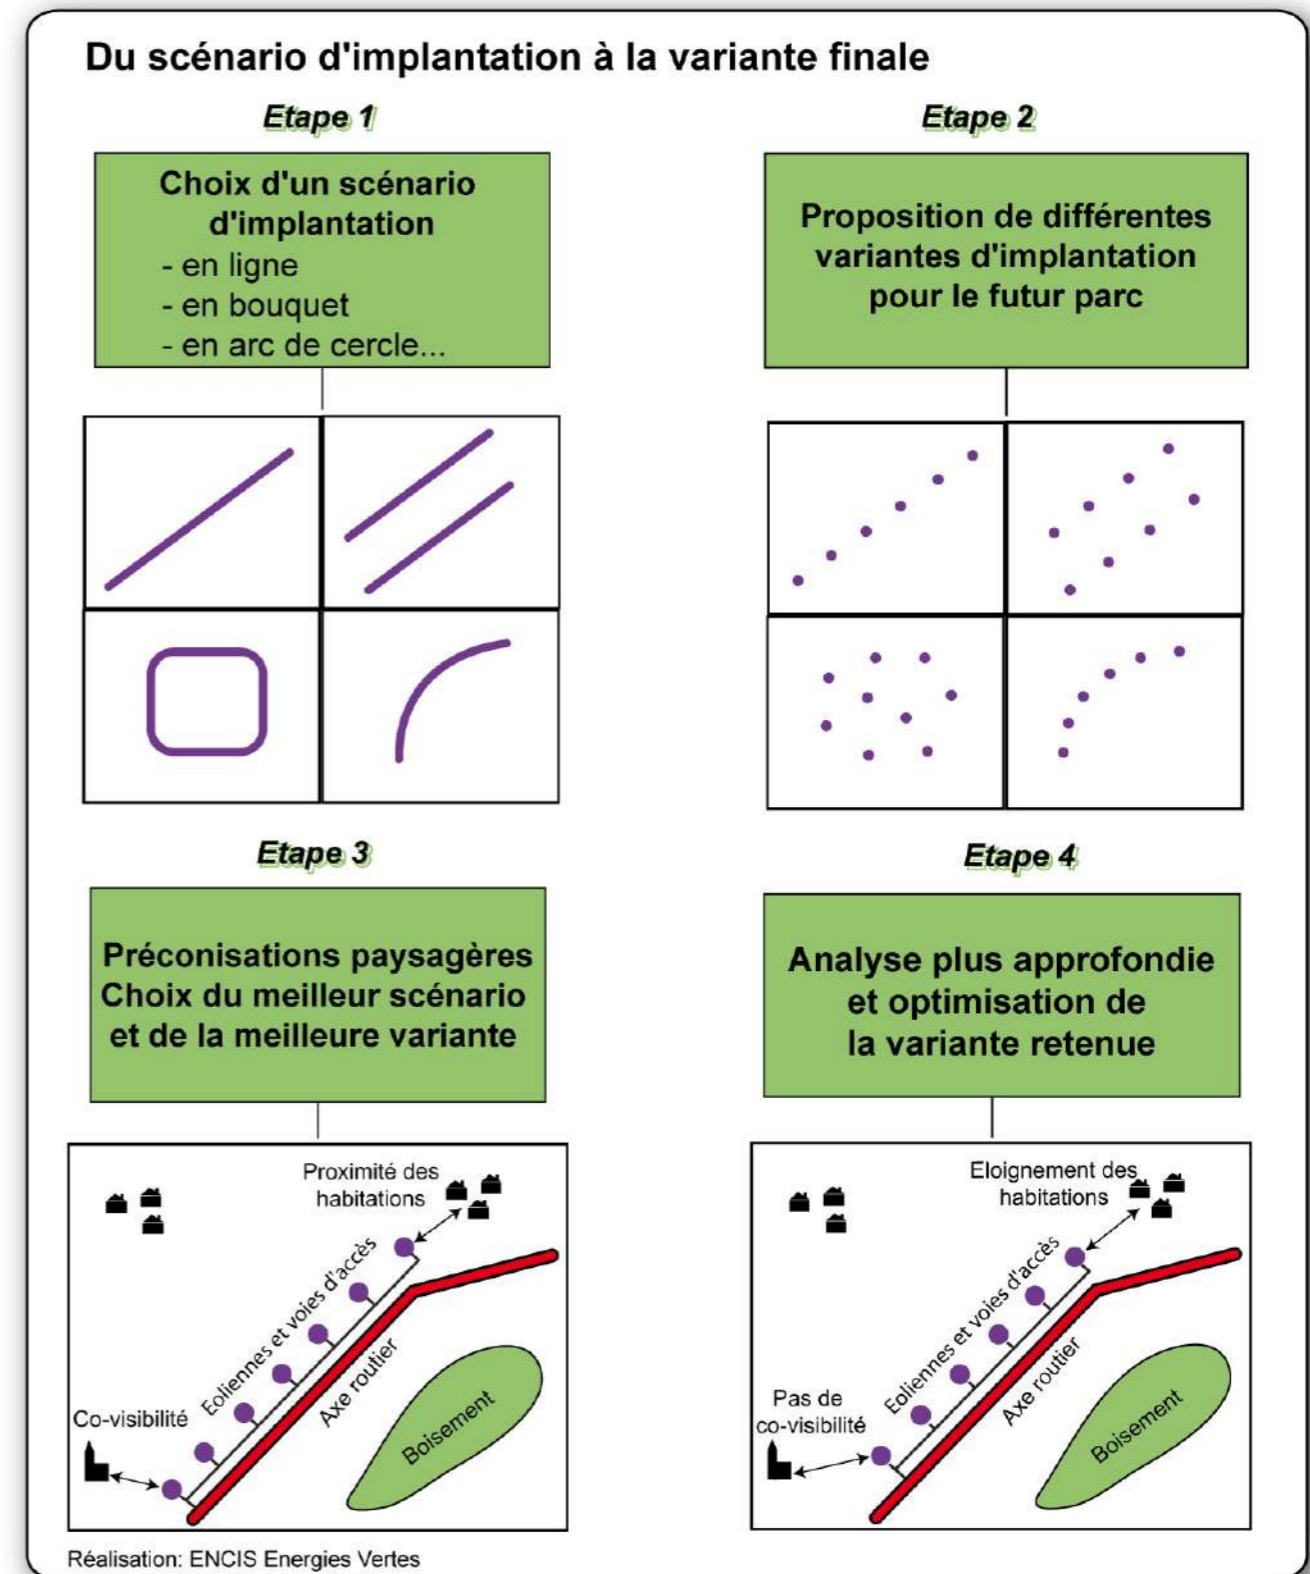 Du scénario d'implantation à la variante finale
Etape 1
Choix d'un scénario
d'implantation
- en ligne
- en bouquet
- en arc de cercle...
Etape 2
Proposition de différentes
variantes d'implantation
pour le futur parc
Etape 3
Préconisations paysagères
Choix du meilleur scénario
et de la meilleure variante
Proximité des
habitations
Eoliennes et voies d'accès
Axe routier
Co-visibilité
Boisement
Etape 4
Analyse plus approfondie
et optimisation de
la variante retenue
Eloignement des
habitations
Eoliennes et voies d'accès
Axe routier
Pas de
co-visibilité
Boisement
Réalisation: ENCIS Energies Vertes